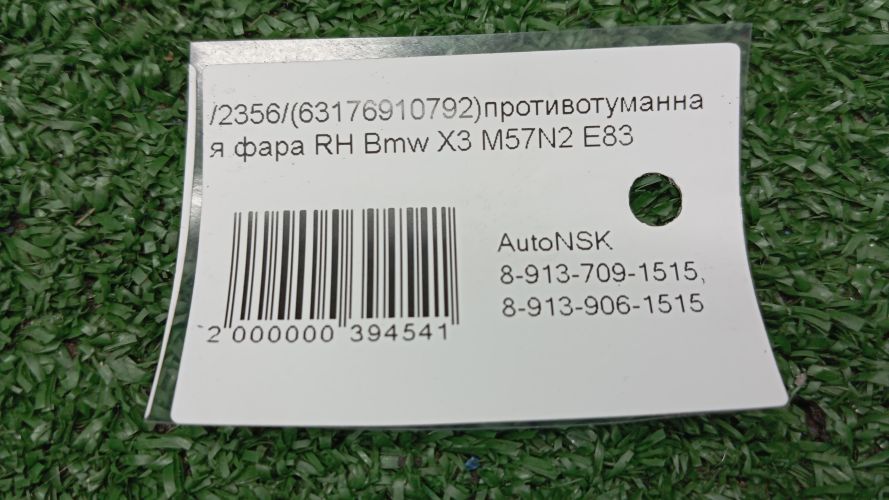 /2356/(63176910792)противотуманна
я фара RH Bmw X3 M57N2 E83
AutoNSK
8-913-709-1515,
8-913-906-1515
2 000000 394541